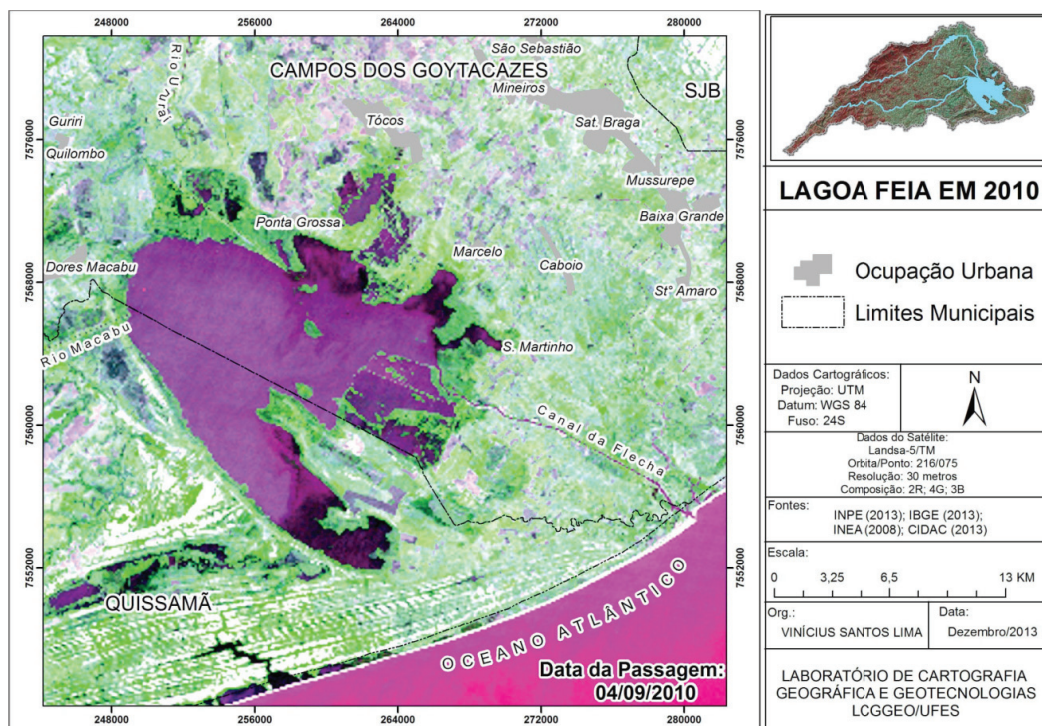 248000 256000 264000 272000 280000
7576000
7568000
7560000
7552000
São Sebastião
CAMPOS DOS GOYTACAZES
Mineiros
SJB
Rio Ururaí
Guriri
Quilombo
Tócos
Sat. Braga
Mussurepe
Baixa Grande
Ponta Grossa
Marcelo
Caboio
Dores Macabu
St° Amaro
Rio Macabu
S. Martinho
Canal da Flecha
QUISSAMÃ
OCEANO ATLÂNTICO
Data da Passagem:
04/09/2010
7576000
7568000
7560000
7552000
248000 256000 264000 272000 280000
LAGOA FEIA EM 2010
Ocupação Urbana
Limites Municipais
Dados Cartográficos:
Projeção: UTM
Datum: WGS 84
Fuso: 24S
N
Dados do Satélite:
Landsa-5/TM
Orbita/Ponto: 216/075
Resolução: 30 metros
Composição: 2R; 4G; 3B
Fontes:
INPE (2013); IBGE (2013);
INEA (2008); CIDAC (2013)
Escala:
0 3,25 6,5 13 KM
Org.:
VINÍCIUS SANTOS LIMA
Data:
Dezembro/2013
LABORATÓRIO DE CARTOGRAFIA
GEOGRÁFICA E GEOTECNOLOGIAS
LCGGEO/UFES